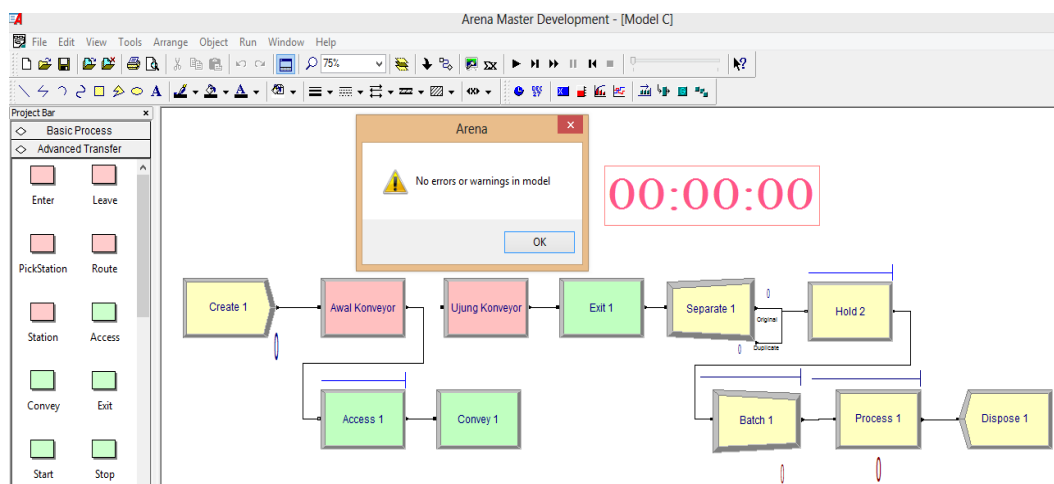 Arena Master Development - [Model C]
File Edit View Tools Arrange Object Run Window Help
75%
Project Bar
Basic Process
Advanced Transfer
Enter Leave
PickStation Route
Station Access
Convey Exit
Start Stop
Arena
No errors or warnings in model
OK
00:00:00
Create 1
0
Awal Konveyor
Ujung Konveyor
Exit 1
Separate 1
0
Original
0
Duplicate
Hold 2
Access 1
Convey 1
Batch 1
0
Process 1
0
Dispose 1